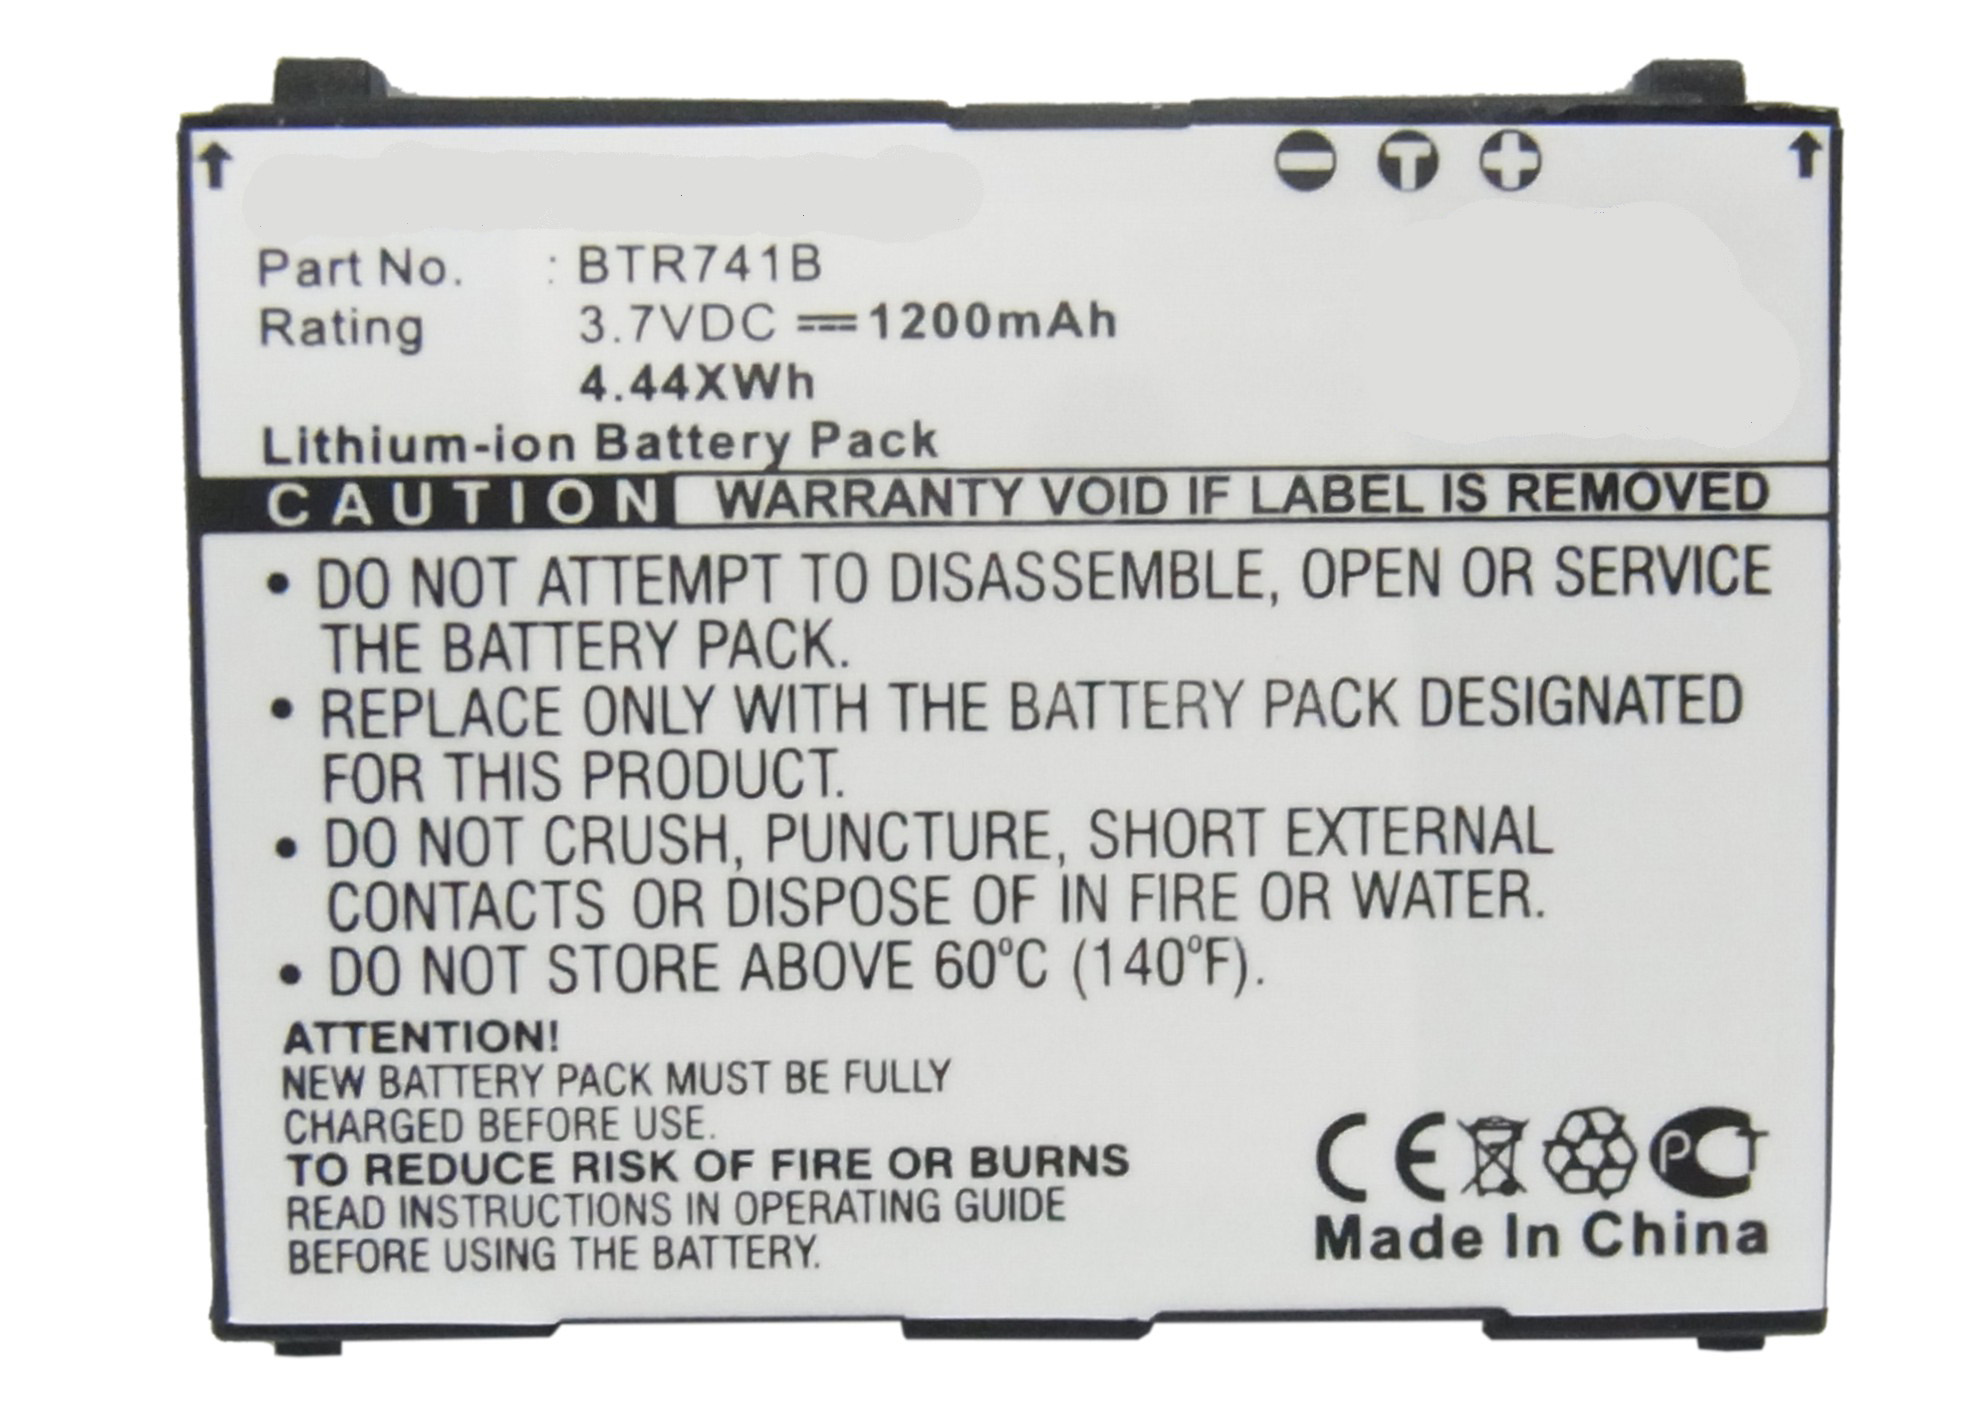 − T +
Part No. : BTR741B
Rating 3.7VDC ⎓ 1200mAh
4.44XWh
Lithium-ion Battery Pack
CAUTION WARRANTY VOID IF LABEL IS REMOVED
• DO NOT ATTEMPT TO DISASSEMBLE, OPEN OR SERVICE
THE BATTERY PACK.
• REPLACE ONLY WITH THE BATTERY PACK DESIGNATED
FOR THIS PRODUCT.
• DO NOT CRUSH, PUNCTURE, SHORT EXTERNAL
CONTACTS OR DISPOSE OF IN FIRE OR WATER.
• DO NOT STORE ABOVE 60°C (140°F).
ATTENTION!
NEW BATTERY PACK MUST BE FULLY
CHARGED BEFORE USE.
TO REDUCE RISK OF FIRE OR BURNS
READ INSTRUCTIONS IN OPERATING GUIDE
BEFORE USING THE BATTERY.
CE PCT
Made In China